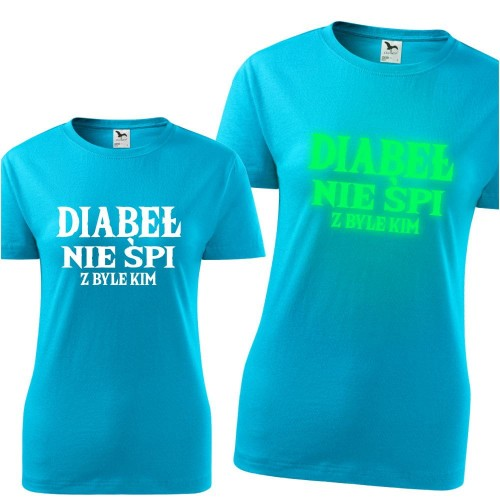 DIABEŁ
NIE ŚPI
Z BYLE KIM
DIABEŁ
NIE ŚPI
Z BYLE KIM